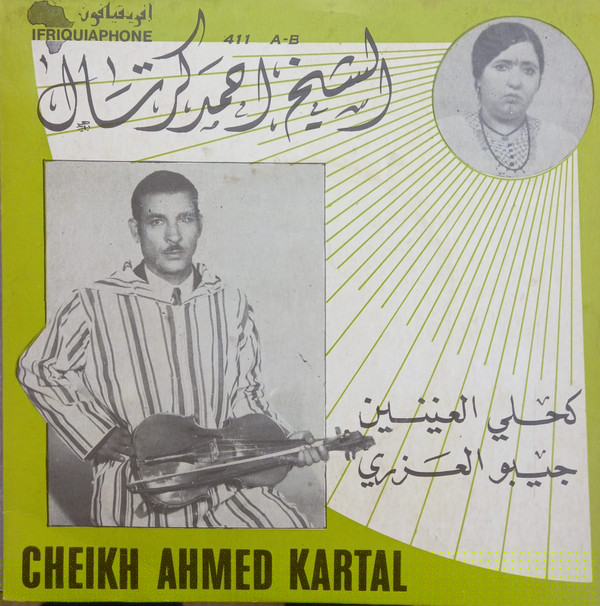 افريقيافون
IFRIQUIAPHONE
411 A-B
الشيخ احمد كرتال
كحلي العينين
جيبو العزري
CHEIKH AHMED KARTAL